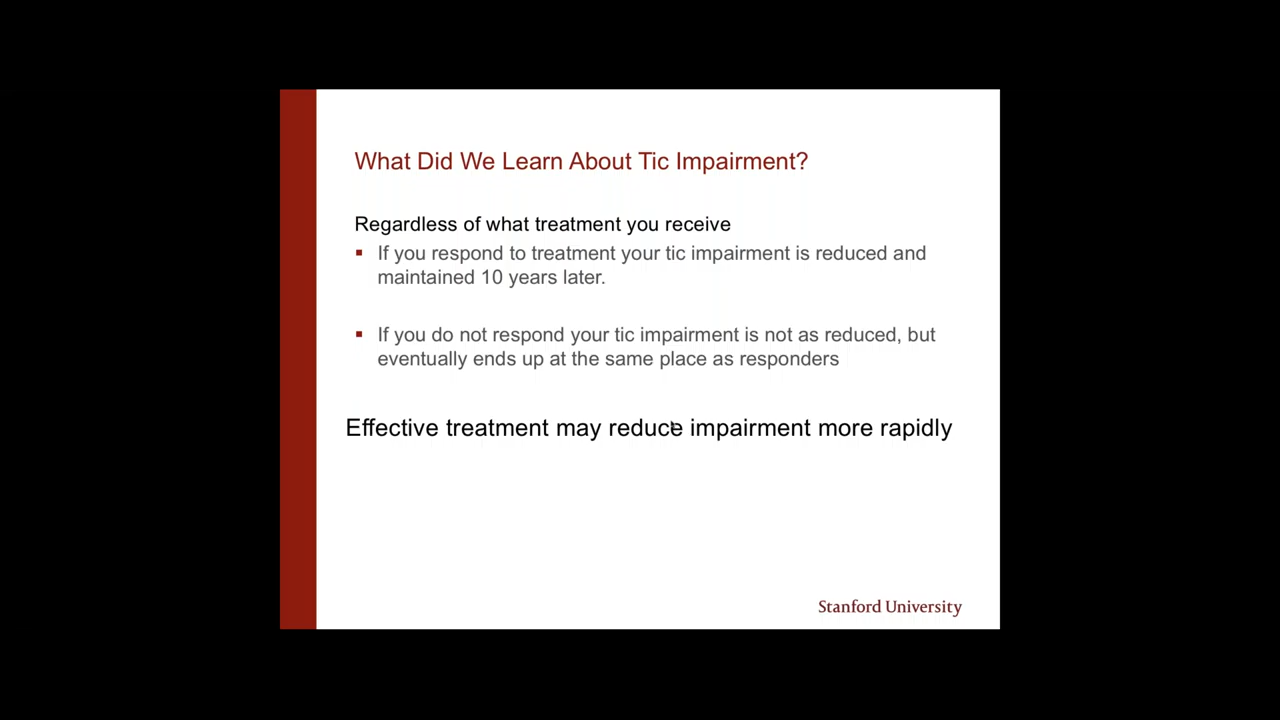 What Did We Learn About Tic Impairment?
Regardless of what treatment you receive
▪ If you respond to treatment your tic impairment is reduced and
maintained 10 years later.
▪ If you do not respond your tic impairment is not as reduced, but
eventually ends up at the same place as responders
Effective treatment may reduce impairment more rapidly
Stanford University